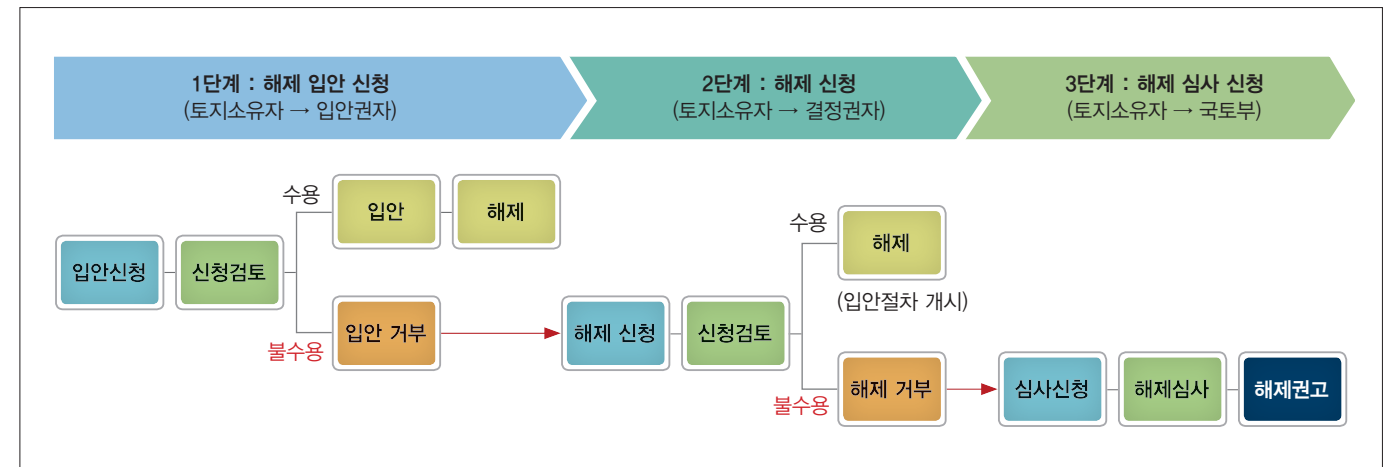 1단계 : 해제 입안 신청
(토지소유자 → 입안권자)
2단계 : 해제 신청
(토지소유자 → 결정권자)
3단계 : 해제 심사 신청
(토지소유자 → 국토부)
입안신청
신청검토
수용
입안
해제
불수용
입안 거부
해제 신청
신청검토
수용
해제
(입안절차 개시)
불수용
해제 거부
심사신청
해제심사
해제권고